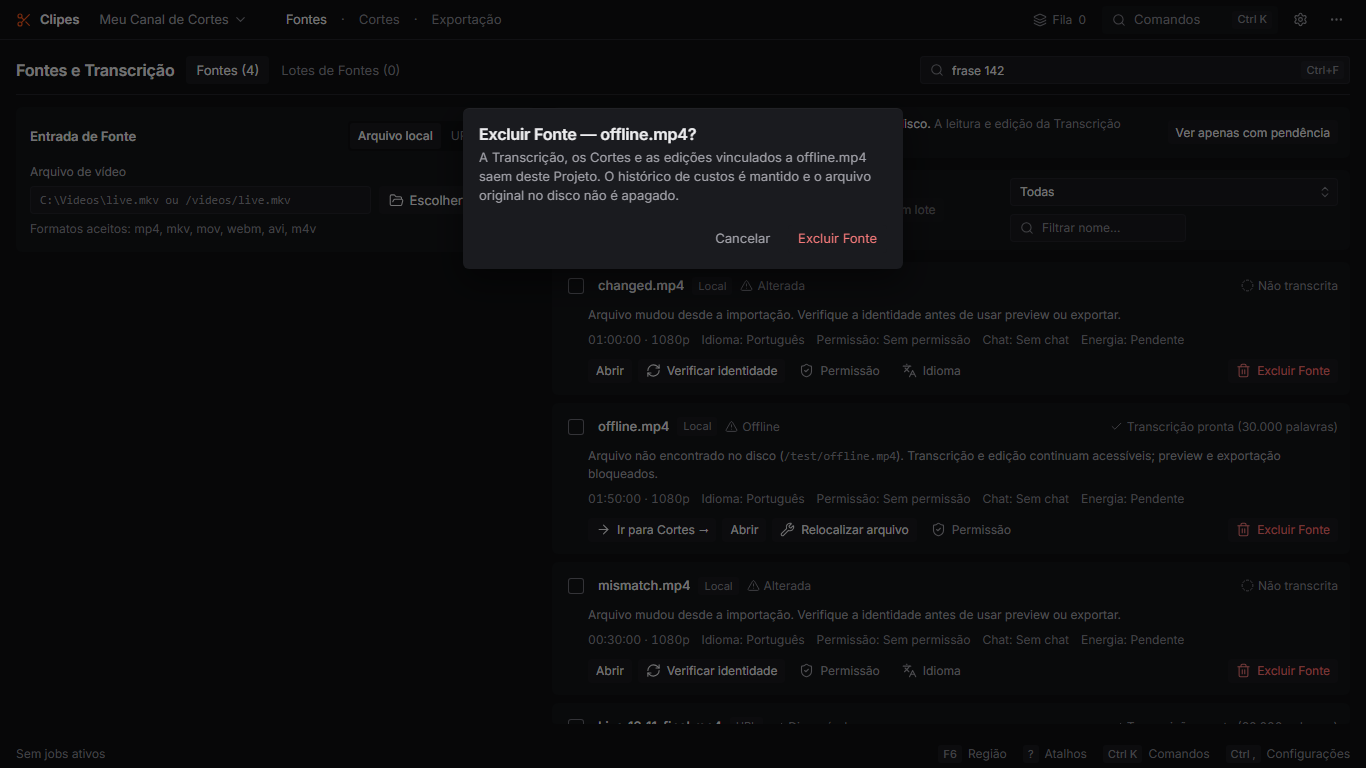 Clipes Meu Canal de Cortes Fontes · Cortes · Exportação Fila 0 Comandos Ctrl K
Fontes e Transcrição Fontes (4) Lotes de Fontes (0) frase 142 Ctrl+F
Entrada de Fonte Arquivo local
Arquivo de vídeo
C:\Videos\live.mkv ou /videos/live.mkv Escolher
Formatos aceitos: mp4, mkv, mov, webm, avi, m4v
Excluir Fonte — offline.mp4?
A Transcrição, os Cortes e as edições vinculados a offline.mp4
saem deste Projeto. O histórico de custos é mantido e o arquivo
original no disco não é apagado.
Cancelar Excluir Fonte
isco. A leitura e edição da Transcrição
Ver apenas com pendência
Todas
m lote
Filtrar nome...
changed.mp4 Local Alterada Não transcrita
Arquivo mudou desde a importação. Verifique a identidade antes de usar preview ou exportar.
01:00:00 · 1080p Idioma: Português Permissão: Sem permissão Chat: Sem chat Energia: Pendente
Abrir Verificar identidade Permissão Idioma Excluir Fonte
offline.mp4 Local Offline Transcrição pronta (30.000 palavras)
Arquivo não encontrado no disco (/test/offline.mp4). Transcrição e edição continuam acessíveis; preview e exportação
bloqueados.
01:50:00 · 1080p Idioma: Português Permissão: Sem permissão Chat: Sem chat Energia: Pendente
Ir para Cortes → Abrir Relocalizar arquivo Permissão Excluir Fonte
mismatch.mp4 Local Alterada Não transcrita
Arquivo mudou desde a importação. Verifique a identidade antes de usar preview ou exportar.
00:30:00 · 1080p Idioma: Português Permissão: Sem permissão Chat: Sem chat Energia: Pendente
Abrir Verificar identidade Permissão Idioma Excluir Fonte
Sem jobs ativos F6 Região ? Atalhos Ctrl K Comandos Ctrl , Configurações